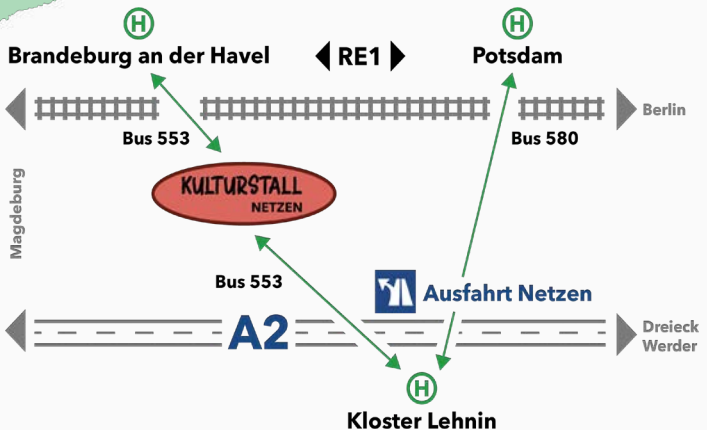 H
H
Brandeburg an der Havel
RE1
Potsdam
Berlin
Bus 553
Bus 580
KULTURSTALL
NETZEN
Magdeburg
Bus 553
Ausfahrt Netzen
A2
Dreieck
Werder
H
Kloster Lehnin